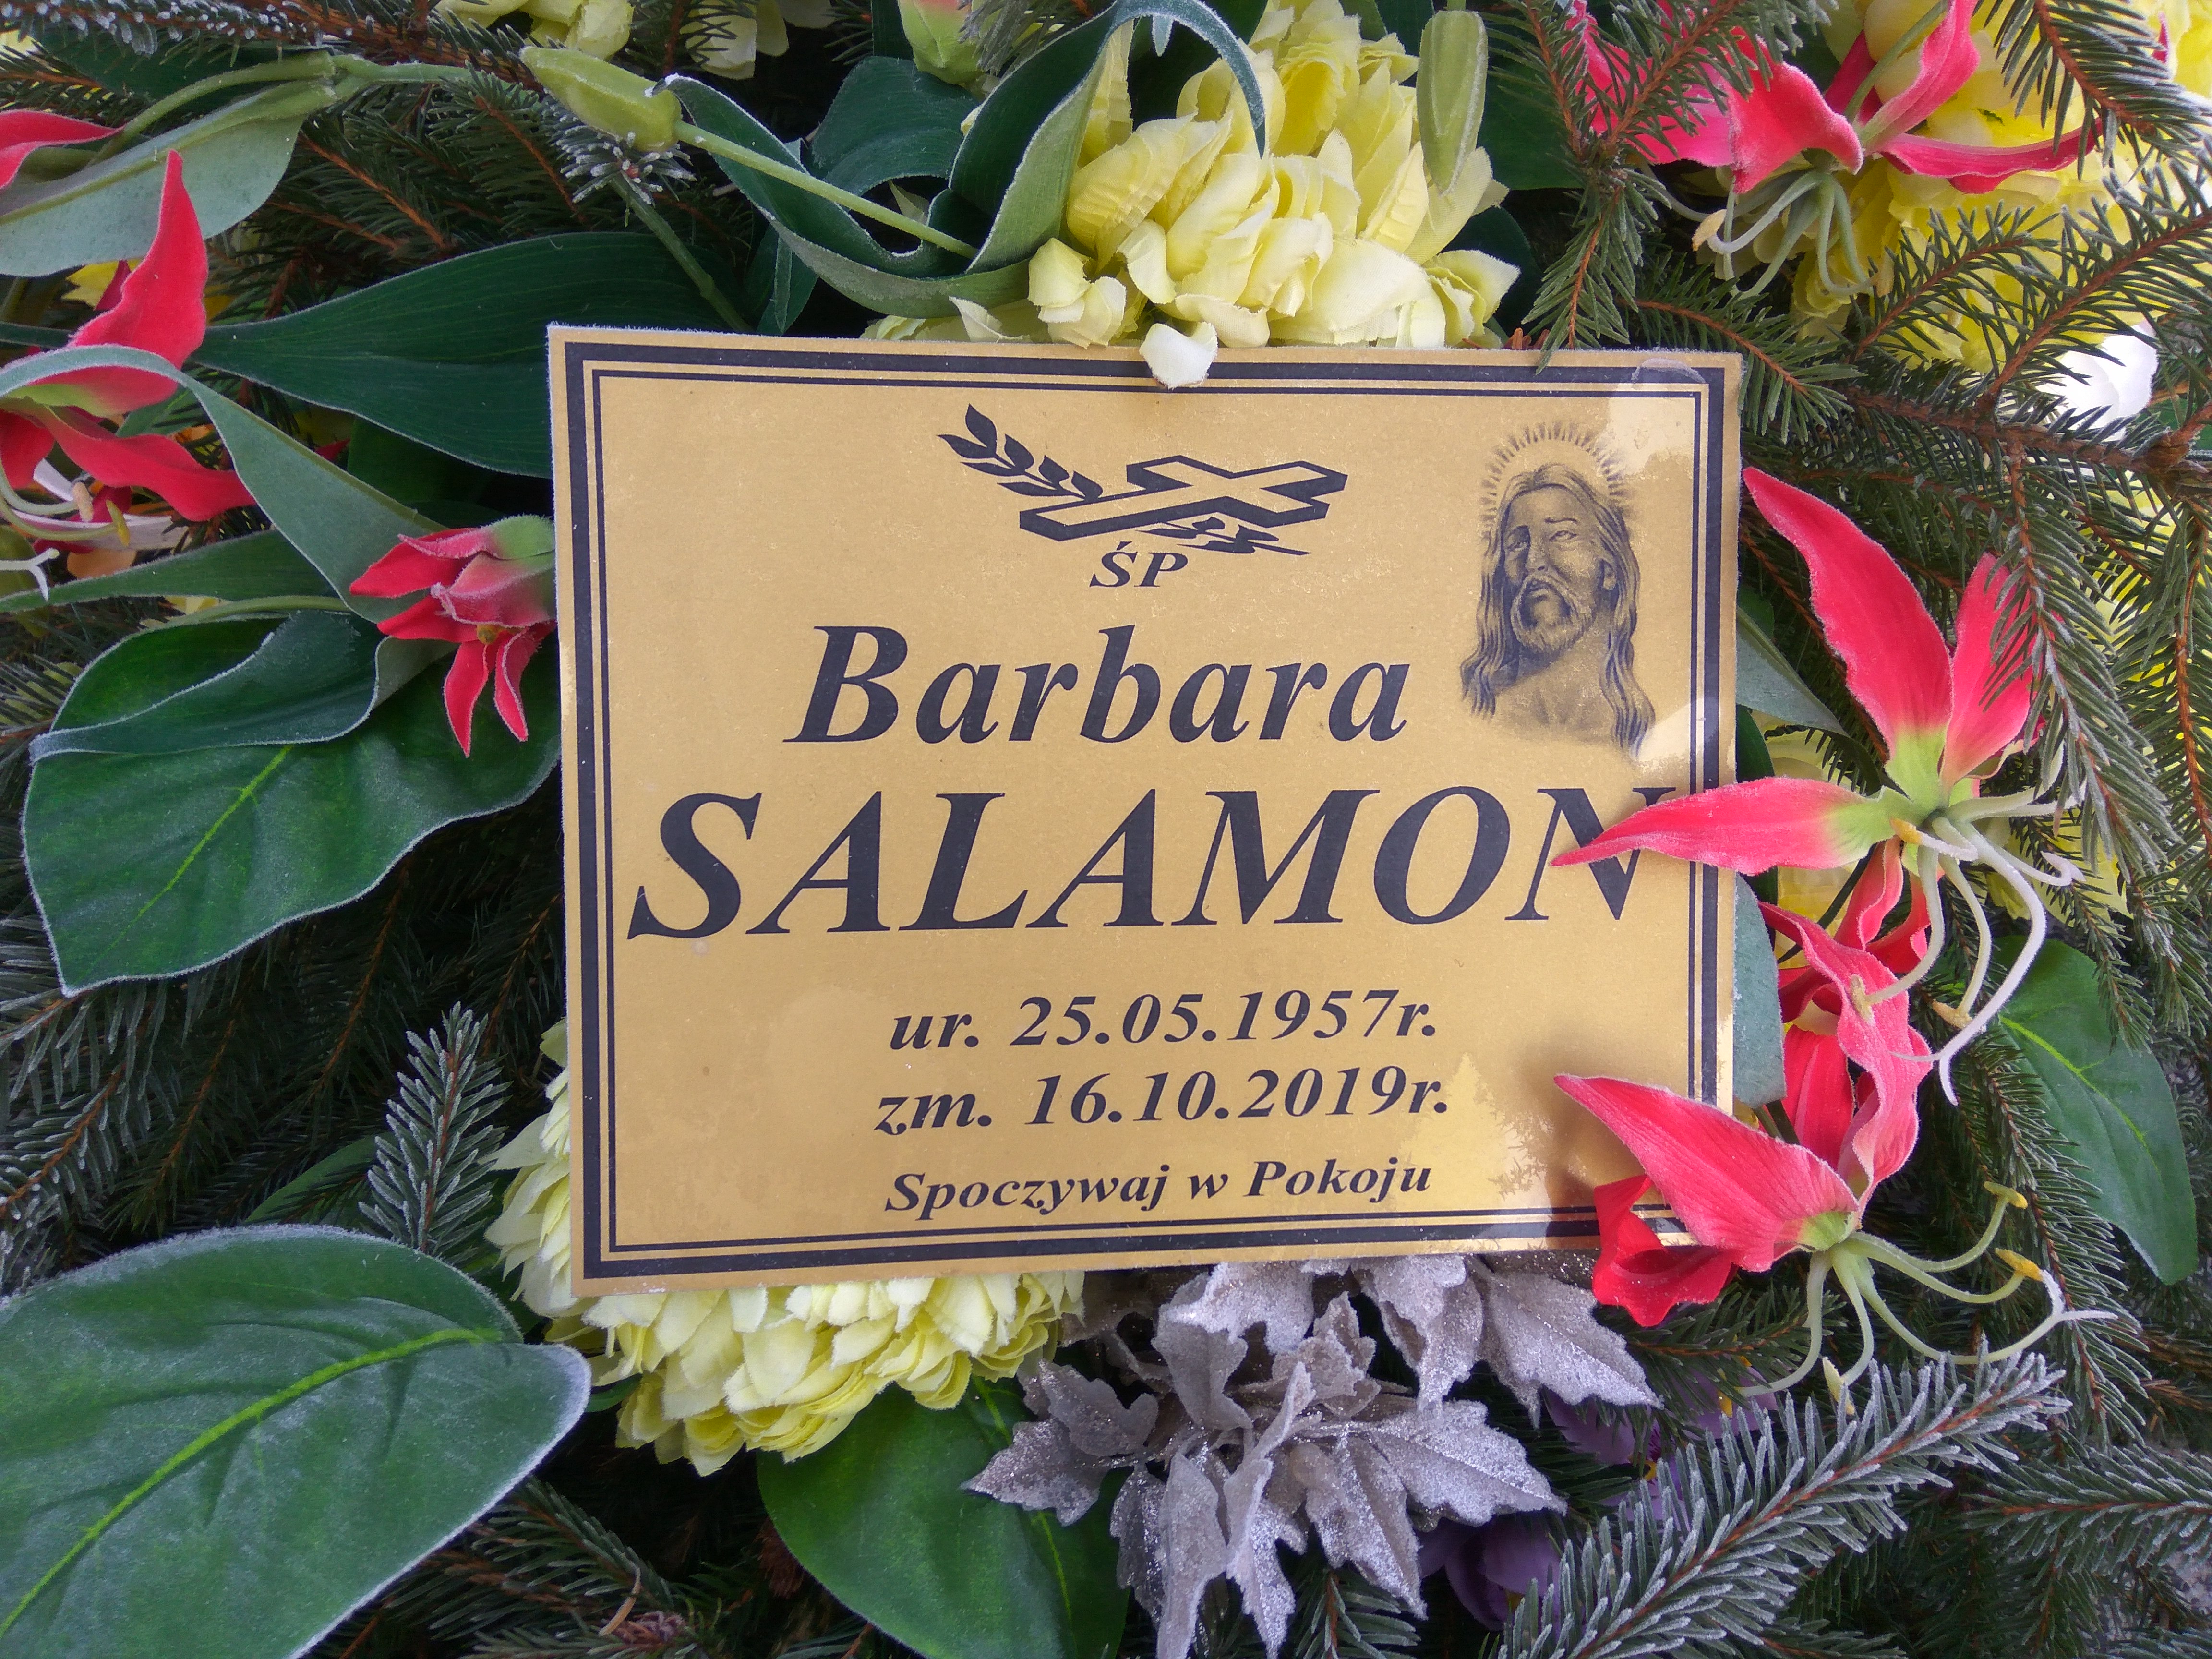 ŚP
Barbara
SALAMON
ur. 25.05.1957r.
zm. 16.10.2019r.
Spoczywaj w Pokoju